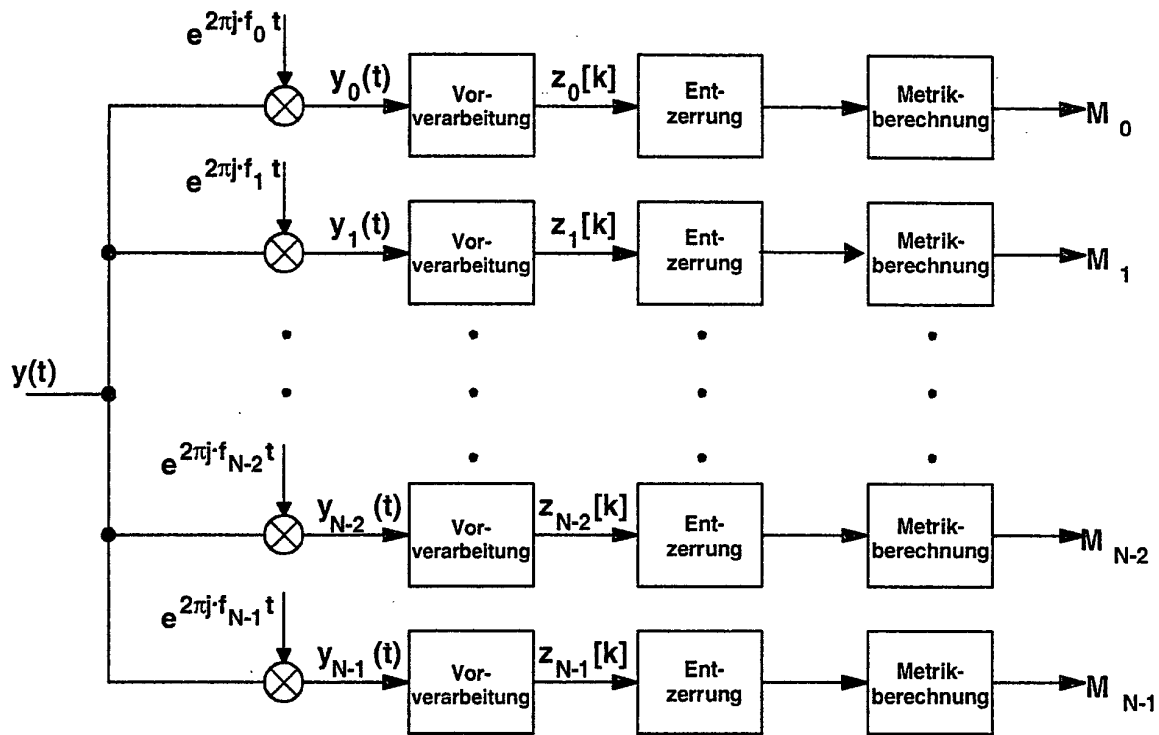 e^{2πj·f_0 t}
y_0(t)
Vor-
verarbeitung
z_0[k]
Ent-
zerrung
Metrik-
berechnung
M_0
e^{2πj·f_1 t}
y_1(t)
Vor-
verarbeitung
z_1[k]
Ent-
zerrung
Metrik-
berechnung
M_1
y(t)
e^{2πj·f_{N-2} t}
y_{N-2}(t)
Vor-
verarbeitung
z_{N-2}[k]
Ent-
zerrung
Metrik-
berechnung
M_{N-2}
e^{2πj·f_{N-1} t}
y_{N-1}(t)
Vor-
verarbeitung
z_{N-1}[k]
Ent-
zerrung
Metrik-
berechnung
M_{N-1}